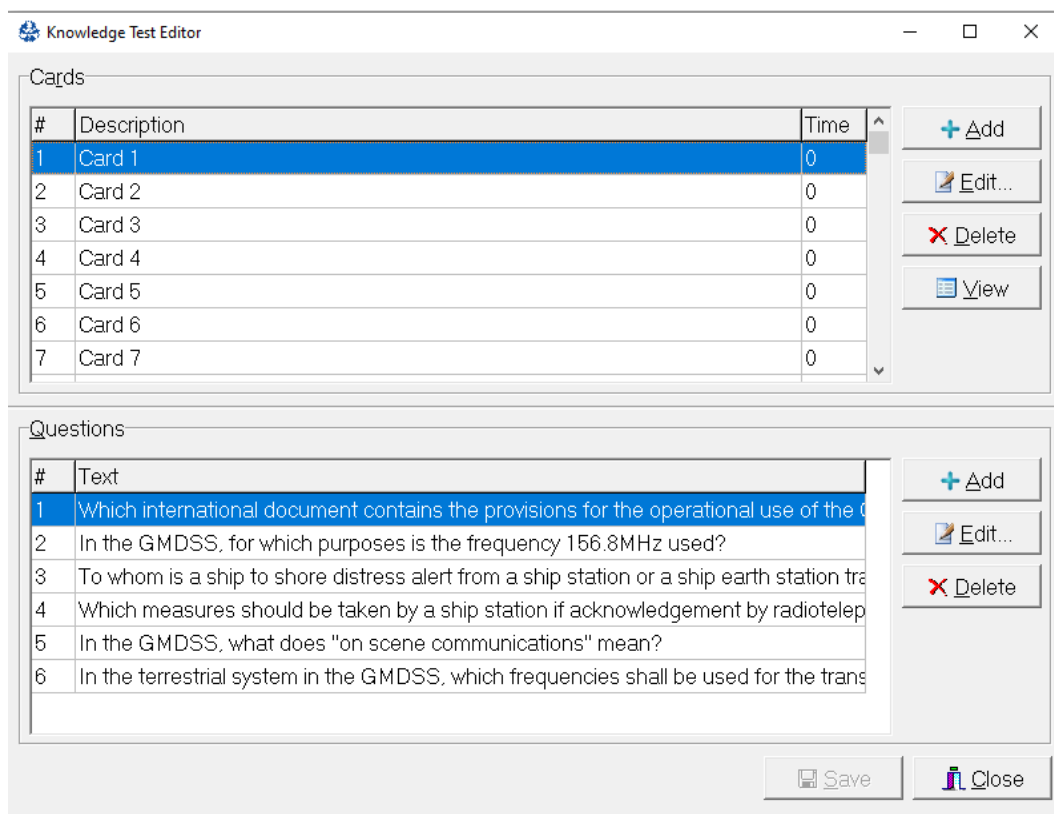 Knowledge Test Editor
Cards
# Description Time
1 Card 1 0
2 Card 2 0
3 Card 3 0
4 Card 4 0
5 Card 5 0
6 Card 6 0
7 Card 7 0
Add
Edit...
Delete
View
Questions
# Text
1 Which international document contains the provisions for the operational use of the
2 In the GMDSS, for which purposes is the frequency 156.8MHz used?
3 To whom is a ship to shore distress alert from a ship station or a ship earth station tra
4 Which measures should be taken by a ship station if acknowledgement by radiotelep
5 In the GMDSS, what does "on scene communications" mean?
6 In the terrestrial system in the GMDSS, which frequencies shall be used for the trans
Add
Edit...
Delete
Save
Close